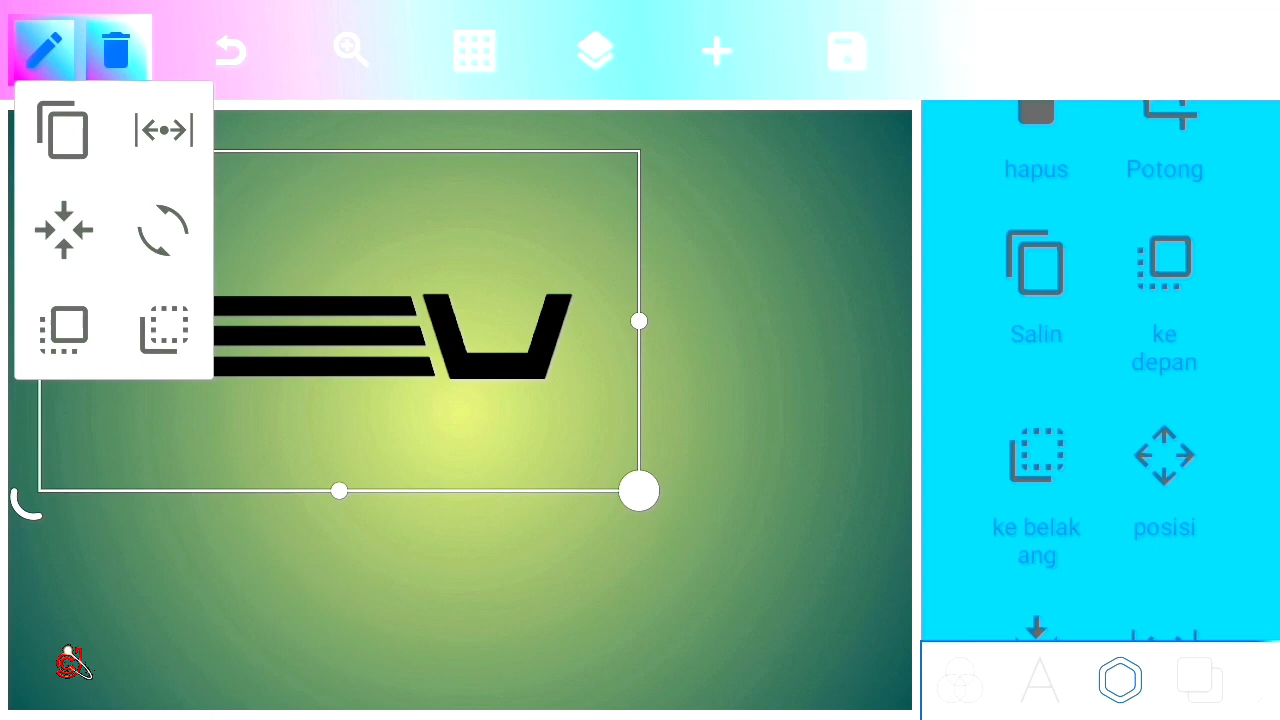 hapus
Potong
Salin
ke
depan
ke belak
ang
posisi